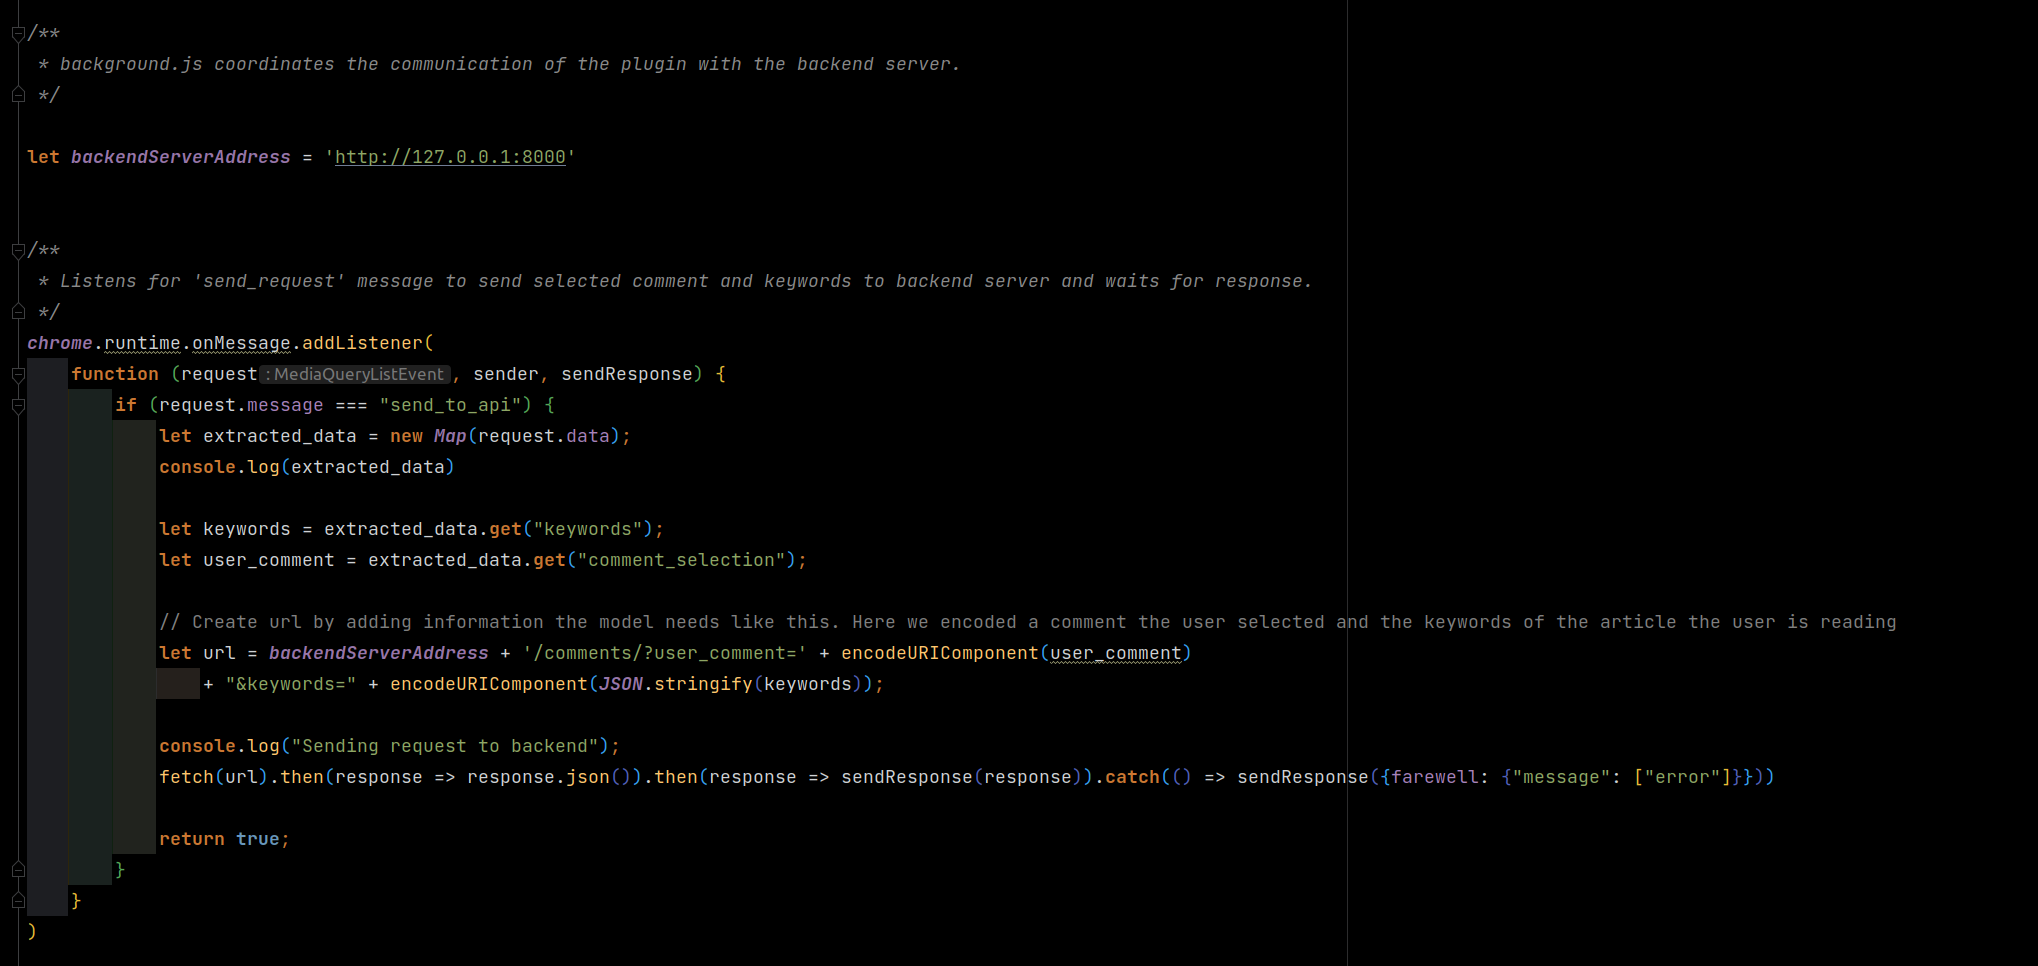 /**
 * background.js coordinates the communication of the plugin with the backend server.
 */
let backendServerAddress = 'http://127.0.0.1:8000'
/**
 * Listens for 'send_request' message to send selected comment and keywords to backend server and waits for response.
 */
chrome.runtime.onMessage.addListener(
    function (request : MediaQueryListEvent , sender, sendResponse) {
        if (request.message === "send_to_api") {
            let extracted_data = new Map(request.data);
            console.log(extracted_data)
            let keywords = extracted_data.get("keywords");
            let user_comment = extracted_data.get("comment_selection");
            // Create url by adding information the model needs like this. Here we encoded a comment the user selected and the keywords of the article the user is reading
            let url = backendServerAddress + '/comments/?user_comment=' + encodeURIComponent(user_comment)
                + "&keywords=" + encodeURIComponent(JSON.stringify(keywords));
            console.log("Sending request to backend");
            fetch(url).then(response => response.json()).then(response => sendResponse(response)).catch(() => sendResponse({farewell: {"message": ["error"]}}))
            return true;
        }
    }
)